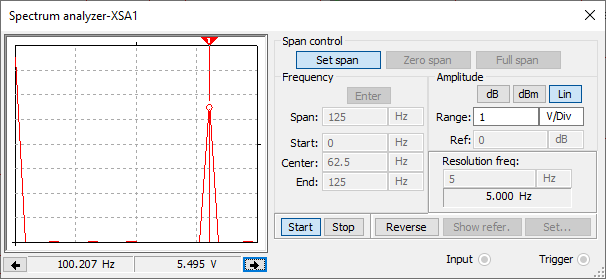 Spectrum analyzer-XSA1
1
100.207 Hz
5.495 V
Span control
Set span
Zero span
Full span
Frequency
Enter
Span: 125 Hz
Start: 0 Hz
Center: 62.5 Hz
End: 125 Hz
Amplitude
dB
dBm
Lin
Range: 1 V/Div
Ref: 0 dB
Resolution freq:
5 Hz
5.000 Hz
Start
Stop
Reverse
Show refer.
Set...
Input
Trigger